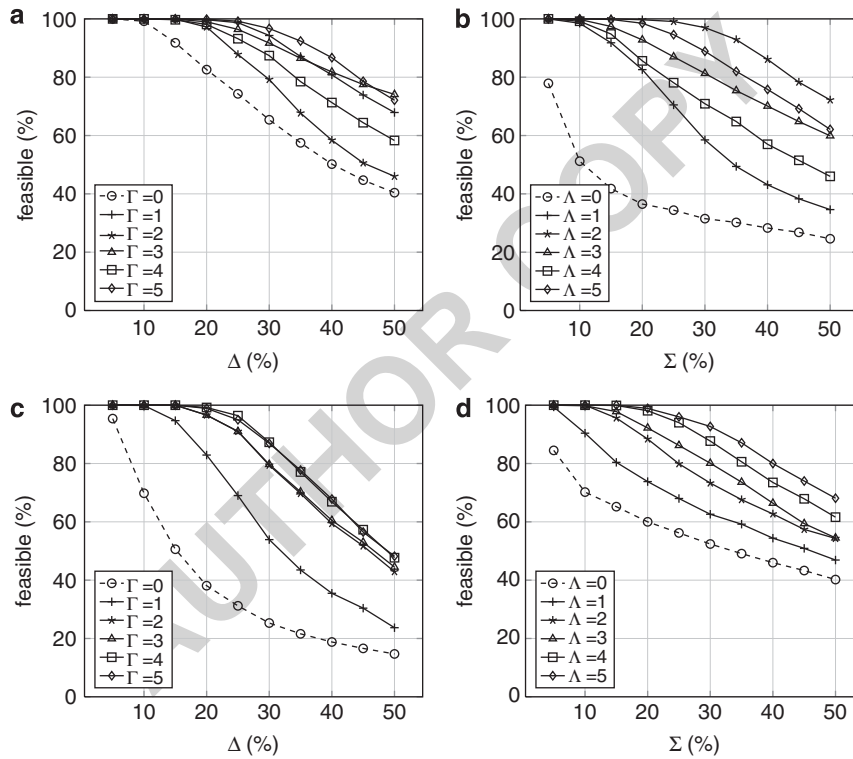 a
feasible (%)
100
80
60
40
20
0
Γ =0
Γ =1
Γ =2
Γ =3
Γ =4
Γ =5
10 20 30 40 50
Δ (%)
b
feasible (%)
100
80
60
40
20
0
Λ =0
Λ =1
Λ =2
Λ =3
Λ =4
Λ =5
10 20 30 40 50
Σ (%)
c
feasible (%)
100
80
60
40
20
0
Γ =0
Γ =1
Γ =2
Γ =3
Γ =4
Γ =5
10 20 30 40 50
Δ (%)
d
feasible (%)
100
80
60
40
20
0
Λ =0
Λ =1
Λ =2
Λ =3
Λ =4
Λ =5
10 20 30 40 50
Σ (%)
AUTHOR COPY